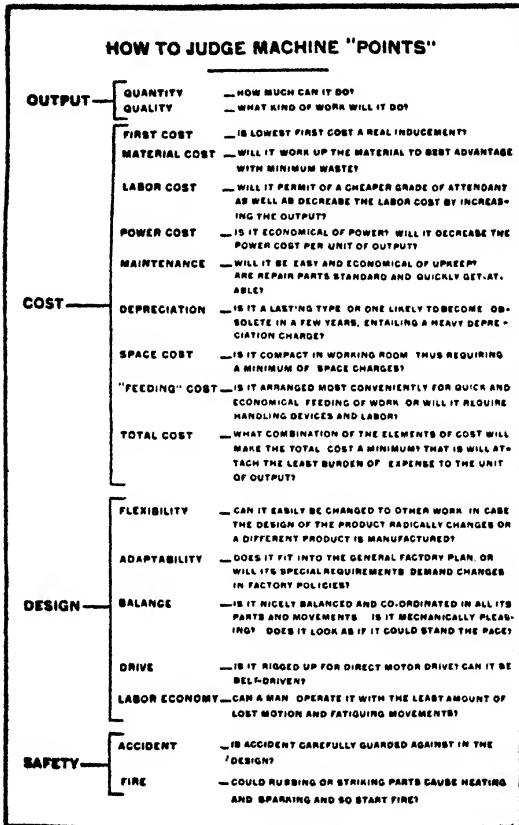 HOW TO JUDGE MACHINE "POINTS"
OUTPUT
QUANTITY — HOW MUCH CAN IT DO?
QUALITY — WHAT KIND OF WORK WILL IT DO?
COST
FIRST COST — IS LOWEST FIRST COST A REAL INDUCEMENT?
MATERIAL COST — WILL IT WORK UP THE MATERIAL TO BEST ADVANTAGE
WITH MINIMUM WASTE?
LABOR COST — WILL IT PERMIT OF A CHEAPER GRADE OF ATTENDANT
AS WELL AS DECREASE THE LABOR COST BY INCREAS-
ING THE OUTPUT?
POWER COST — IS IT ECONOMICAL OF POWER? WILL IT DECREASE THE
POWER COST PER UNIT OF OUTPUT?
MAINTENANCE — WILL IT BE EASY AND ECONOMICAL OF UPKEEP?
ARE REPAIR PARTS STANDARD AND QUICKLY GET-AT-
ABLE?
DEPRECIATION — IS IT A LASTING TYPE OR ONE LIKELY TO BECOME OB-
SOLETE IN A FEW YEARS, ENTAILING A HEAVY DEPRE-
CIATION CHARGE?
SPACE COST — IS IT COMPACT IN WORKING ROOM THUS REQUIRING
A MINIMUM OF SPACE CHARGES?
"FEEDING" COST — IS IT ARRANGED MOST CONVENIENTLY FOR QUICK AND
ECONOMICAL FEEDING OF WORK OR WILL IT REQUIRE
HANDLING DEVICES AND LABOR?
TOTAL COST — WHAT COMBINATION OF THE ELEMENTS OF COST WILL
MAKE THE TOTAL COST A MINIMUM? THAT IS WILL AT-
TACH THE LEAST BURDEN OF EXPENSE TO THE UNIT
OF OUTPUT?
DESIGN
FLEXIBILITY — CAN IT EASILY BE CHANGED TO OTHER WORK IN CASE
THE DESIGN OF THE PRODUCT RADICALLY CHANGES OR
A DIFFERENT PRODUCT IS MANUFACTURED?
ADAPTABILITY — DOES IT FIT INTO THE GENERAL FACTORY PLAN, OR
WILL ITS SPECIAL REQUIREMENTS DEMAND CHANGES
IN FACTORY POLICIES?
BALANCE — IS IT NICELY BALANCED AND CO-ORDINATED IN ALL ITS
PARTS AND MOVEMENTS IS IT MECHANICALLY PLEAS-
ING? DOES IT LOOK AS IF IT COULD STAND THE PACE?
DRIVE — IS IT RIGGED UP FOR DIRECT MOTOR DRIVE? CAN IT BE
BELT-DRIVEN?
LABOR ECONOMY — CAN A MAN OPERATE IT WITH THE LEAST AMOUNT OF
LOST MOTION AND FATIGUING MOVEMENTS?
SAFETY
ACCIDENT — IS ACCIDENT CAREFULLY GUARDED AGAINST IN THE
DESIGN?
FIRE — COULD RUBBING OR STRIKING PARTS CAUSE HEATING
AND SPARKING AND SO START FIRE?